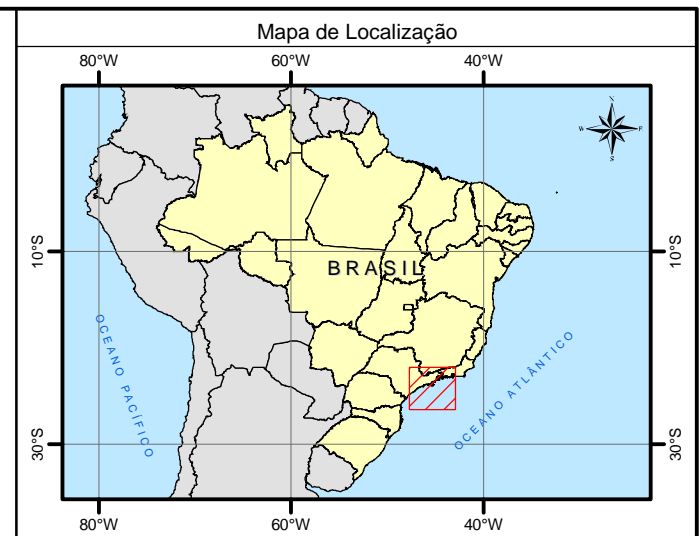 Mapa de Localização
80°W 60°W 40°W
N
W E
S
10°S 10°S
BRASIL
OCEANO PACÍFICO
OCEANO ATLÂNTICO
30°S 30°S
80°W 60°W 40°W